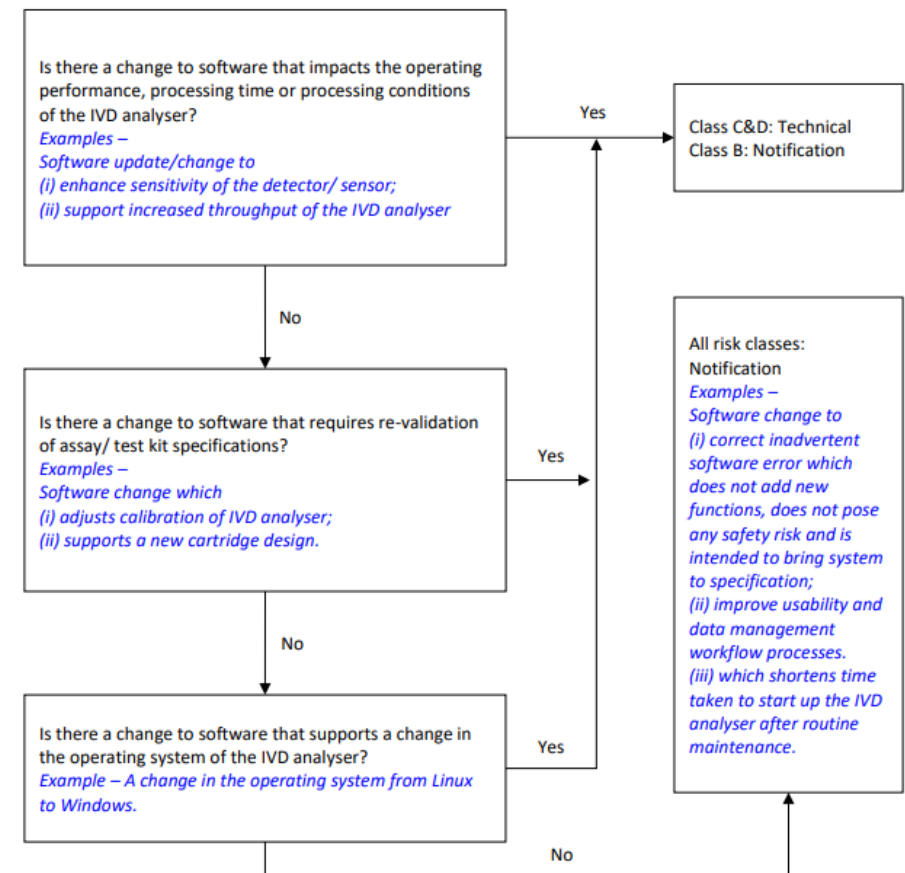 Is there a change to software that impacts the operating
performance, processing time or processing conditions
of the IVD analyser?
Examples –
Software update/change to
(i) enhance sensitivity of the detector/ sensor;
(ii) support increased throughput of the IVD analyser
Yes
Class C&D: Technical
Class B: Notification
No
Is there a change to software that requires re-validation
of assay/ test kit specifications?
Examples –
Software change which
(i) adjusts calibration of IVD analyser;
(ii) supports a new cartridge design.
Yes
No
Is there a change to software that supports a change in
the operating system of the IVD analyser?
Example – A change in the operating system from Linux
to Windows.
Yes
No
All risk classes:
Notification
Examples –
Software change to
(i) correct inadvertent
software error which
does not add new
functions, does not pose
any safety risk and is
intended to bring system
to specification;
(ii) improve usability and
data management
workflow processes.
(iii) which shortens time
taken to start up the IVD
analyser after routine
maintenance.